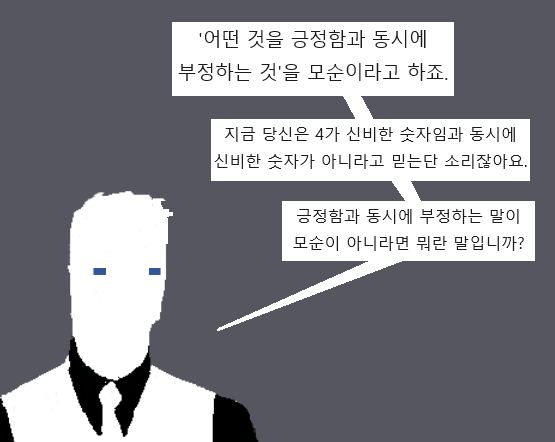 '어떤 것을 긍정함과 동시에
부정하는 것'을 모순이라고 하죠.
지금 당신은 4가 신비한 숫자임과 동시에
신비한 숫자가 아니라고 믿는단 소리잖아요.
긍정함과 동시에 부정하는 말이
모순이 아니라면 뭐란 말입니까?